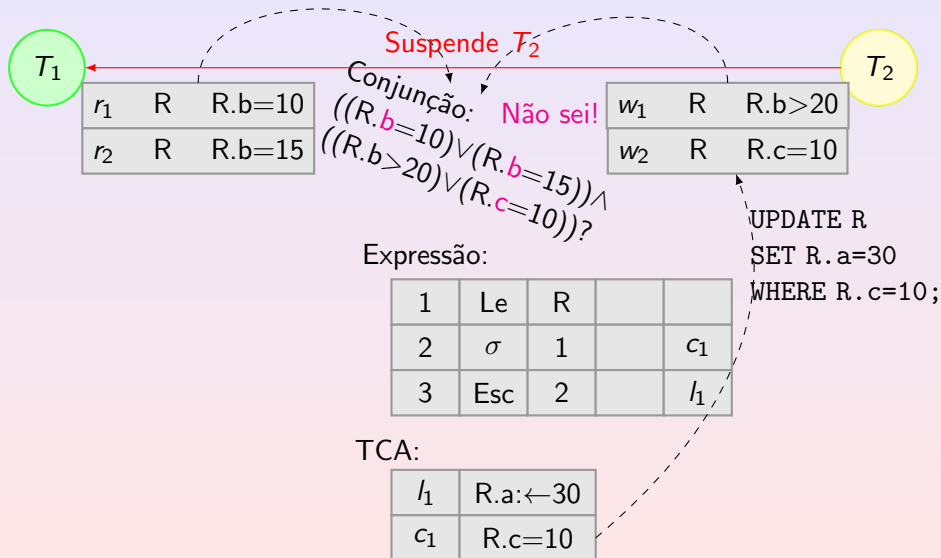 Suspende T₂
T₁
T₂
r₁ R R.b=10
r₂ R R.b=15
Conjunção:
((R.b=10)∨(R.b=15))∧
((R.b>20)∨(R.c=10))?
Não sei!
w₁ R R.b>20
w₂ R R.c=10
UPDATE R
SET R.a=30
WHERE R.c=10;
Expressão:
1 Le R
2 σ 1 c₁
3 Esc 2 l₁
TCA:
l₁ R.a:←30
c₁ R.c=10